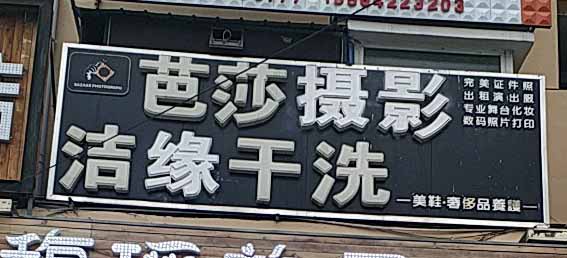 芭莎摄影
完美证件照
出租演出服
专业舞台化妆
数码照片打印
洁缘干洗
美鞋·奢侈品養護